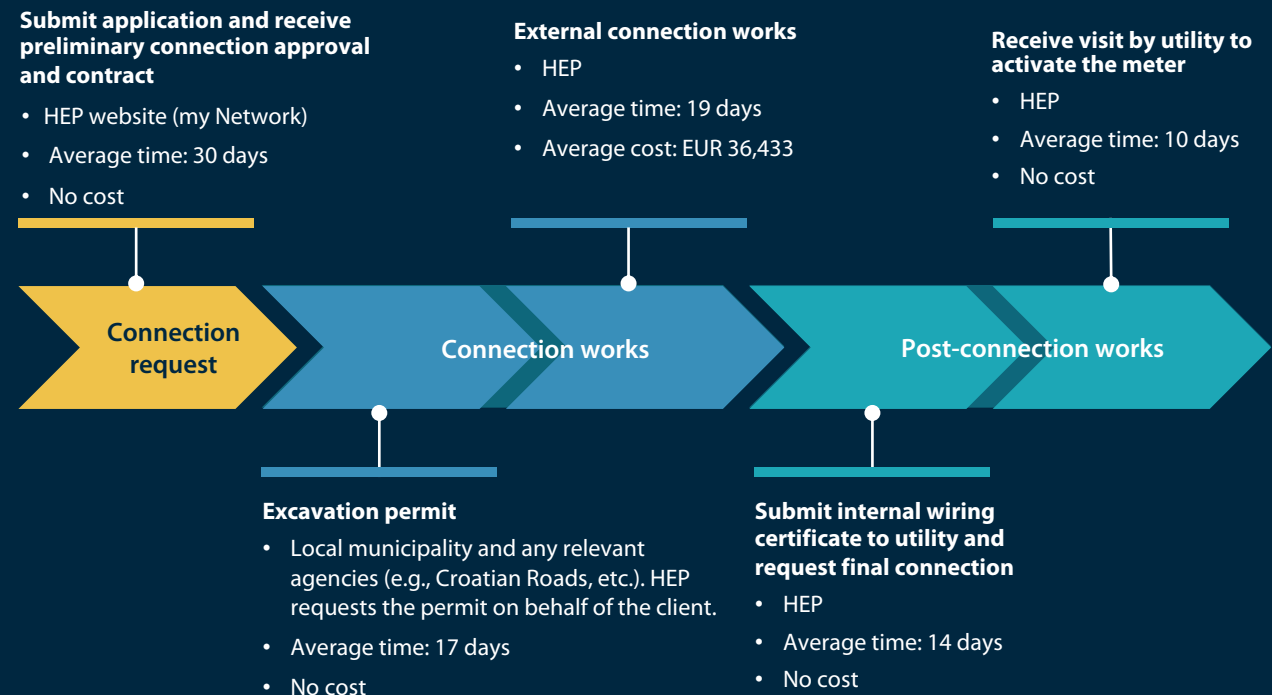 Submit application and receive
preliminary connection approval
and contract
• HEP website (my Network)
• Average time: 30 days
• No cost
External connection works
• HEP
• Average time: 19 days
• Average cost: EUR 36,433
Receive visit by utility to
activate the meter
• HEP
• Average time: 10 days
• No cost
Connection
request
Connection works
Post-connection works
Excavation permit
• Local municipality and any relevant
agencies (e.g., Croatian Roads, etc.). HEP
requests the permit on behalf of the client.
• Average time: 17 days
• No cost
Submit internal wiring
certificate to utility and
request final connection
• HEP
• Average time: 14 days
• No cost